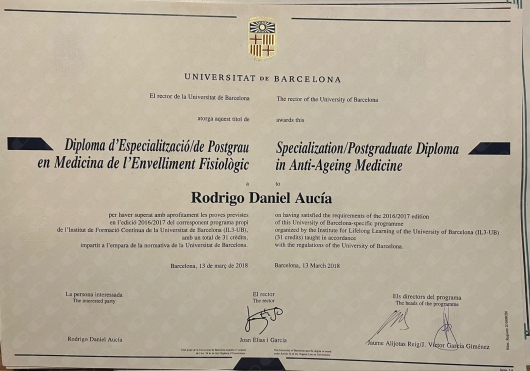 UNIVERSITAT DE BARCELONA
El rector de la Universitat de Barcelona
atorga aquest títol de
Diploma d'Especialització/de Postgrau
en Medicina de l'Envelliment Fisiològic
a
The rector of the University of Barcelona
awards this
Specialization/Postgraduate Diploma
in Anti-Ageing Medicine
to
Rodrigo Daniel Aucía
per haver superat amb aprofitament les proves previstes
en l'edició 2016/2017 del corresponent programa propi
de l'Institut de Formació Contínua de la Universitat de Barcelona (IL3-UB),
amb un total de 31 crèdits,
impartit a l'empara de la normativa de la Universitat de Barcelona.
Barcelona, 13 de març de 2018
on having satisfied the requirements of the 2016/2017 edition
of this University of Barcelona-specific programme
organized by the Institute for Lifelong Learning of the University of Barcelona (IL3-UB)
(31 credits) taught in accordance
with the regulations of the University of Barcelona.
Barcelona, 13 March 2018
La persona interessada
The interested party
Rodrigo Daniel Aucía
El rector
The rector
Joan Elias i Garcia
Els directors del programa
The heads of the programme
Jaume Alijotas Reig/J. Víctor García Giménez